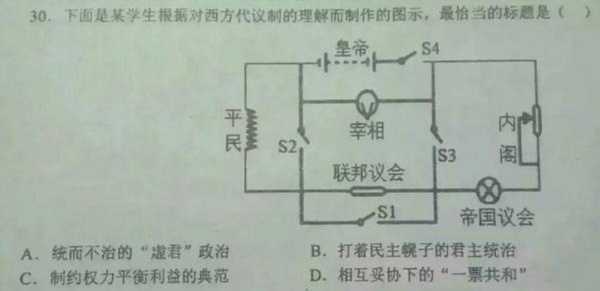 30. 下面是某学生根据对西方代议制的理解而制作的图示，最恰当的标题是（ ）
皇帝 S4
平民
宰相
内阁
S2
S3
联邦议会
S1
帝国议会
A. 统而不治的“虚君”政治 B. 打着民主幌子的君主统治
C. 制约权力平衡利益的典范 D. 相互妥协下的“一票共和”